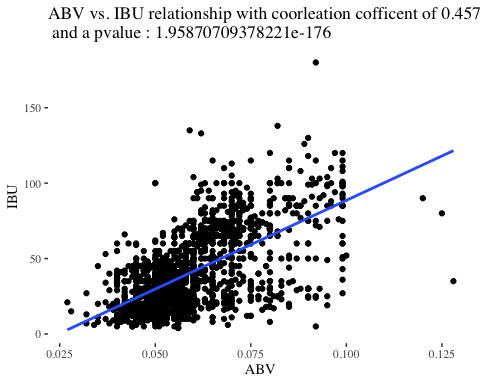 ABV vs. IBU relationship with coorleation cofficent of 0.457
and a pvalue : 1.95870709378221e-176
150
100
50
0
IBU
0.025 0.050 0.075 0.100 0.125
ABV